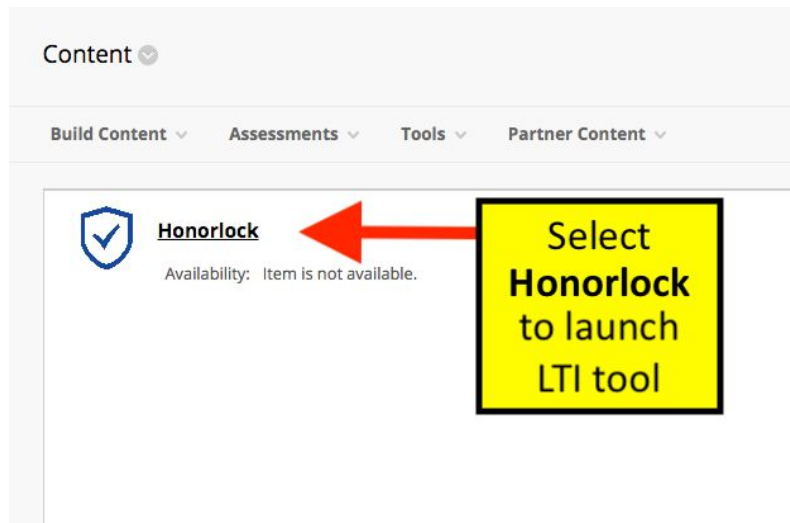 Content
Build Content Assessments Tools Partner Content
Honorlock
Availability: Item is not available.
Select
Honorlock
to launch
LTI tool